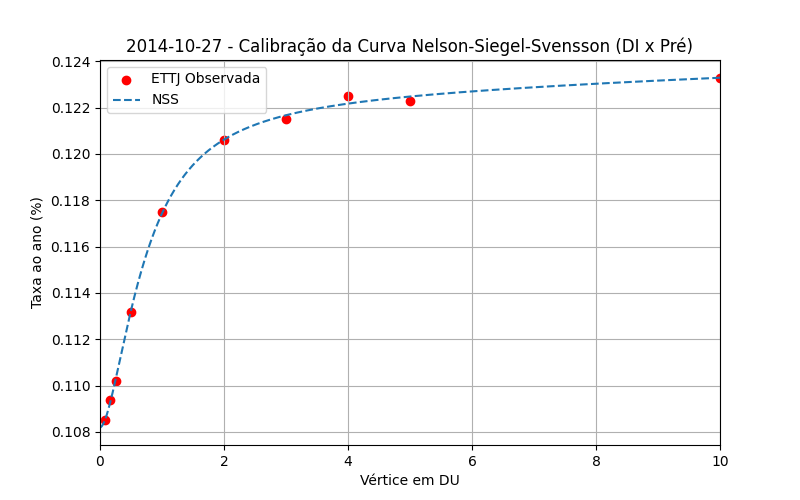 2014-10-27 - Calibração da Curva Nelson-Siegel-Svensson (DI x Pré)
ETTJ Observada
NSS
Taxa ao ano (%)
0.124
0.122
0.120
0.118
0.116
0.114
0.112
0.110
0.108
0 2 4 6 8 10
Vértice em DU